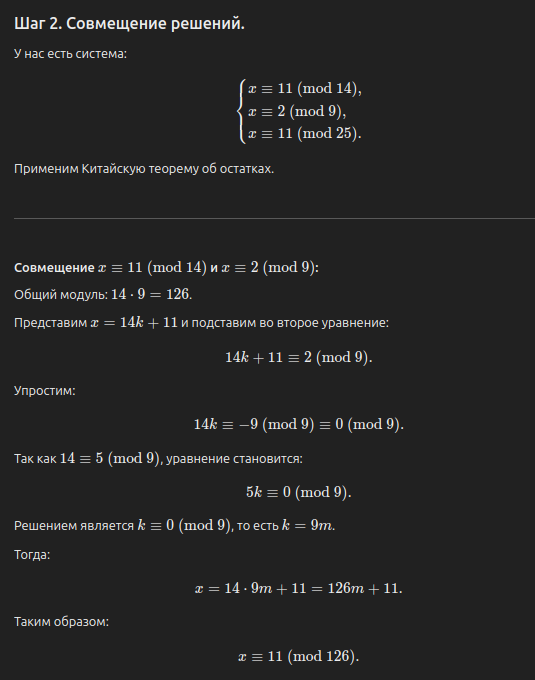 Шаг 2. Совмещение решений.
У нас есть система:
x ≡ 11 (mod 14),
x ≡ 2 (mod 9),
x ≡ 11 (mod 25).
Применим Китайскую теорему об остатках.
Совмещение x ≡ 11 (mod 14) и x ≡ 2 (mod 9):
Общий модуль: 14 · 9 = 126.
Представим x = 14k + 11 и подставим во второе уравнение:
14k + 11 ≡ 2 (mod 9).
Упростим:
14k ≡ −9 (mod 9) ≡ 0 (mod 9).
Так как 14 ≡ 5 (mod 9), уравнение становится:
5k ≡ 0 (mod 9).
Решением является k ≡ 0 (mod 9), то есть k = 9m.
Тогда:
x = 14 · 9m + 11 = 126m + 11.
Таким образом:
x ≡ 11 (mod 126).